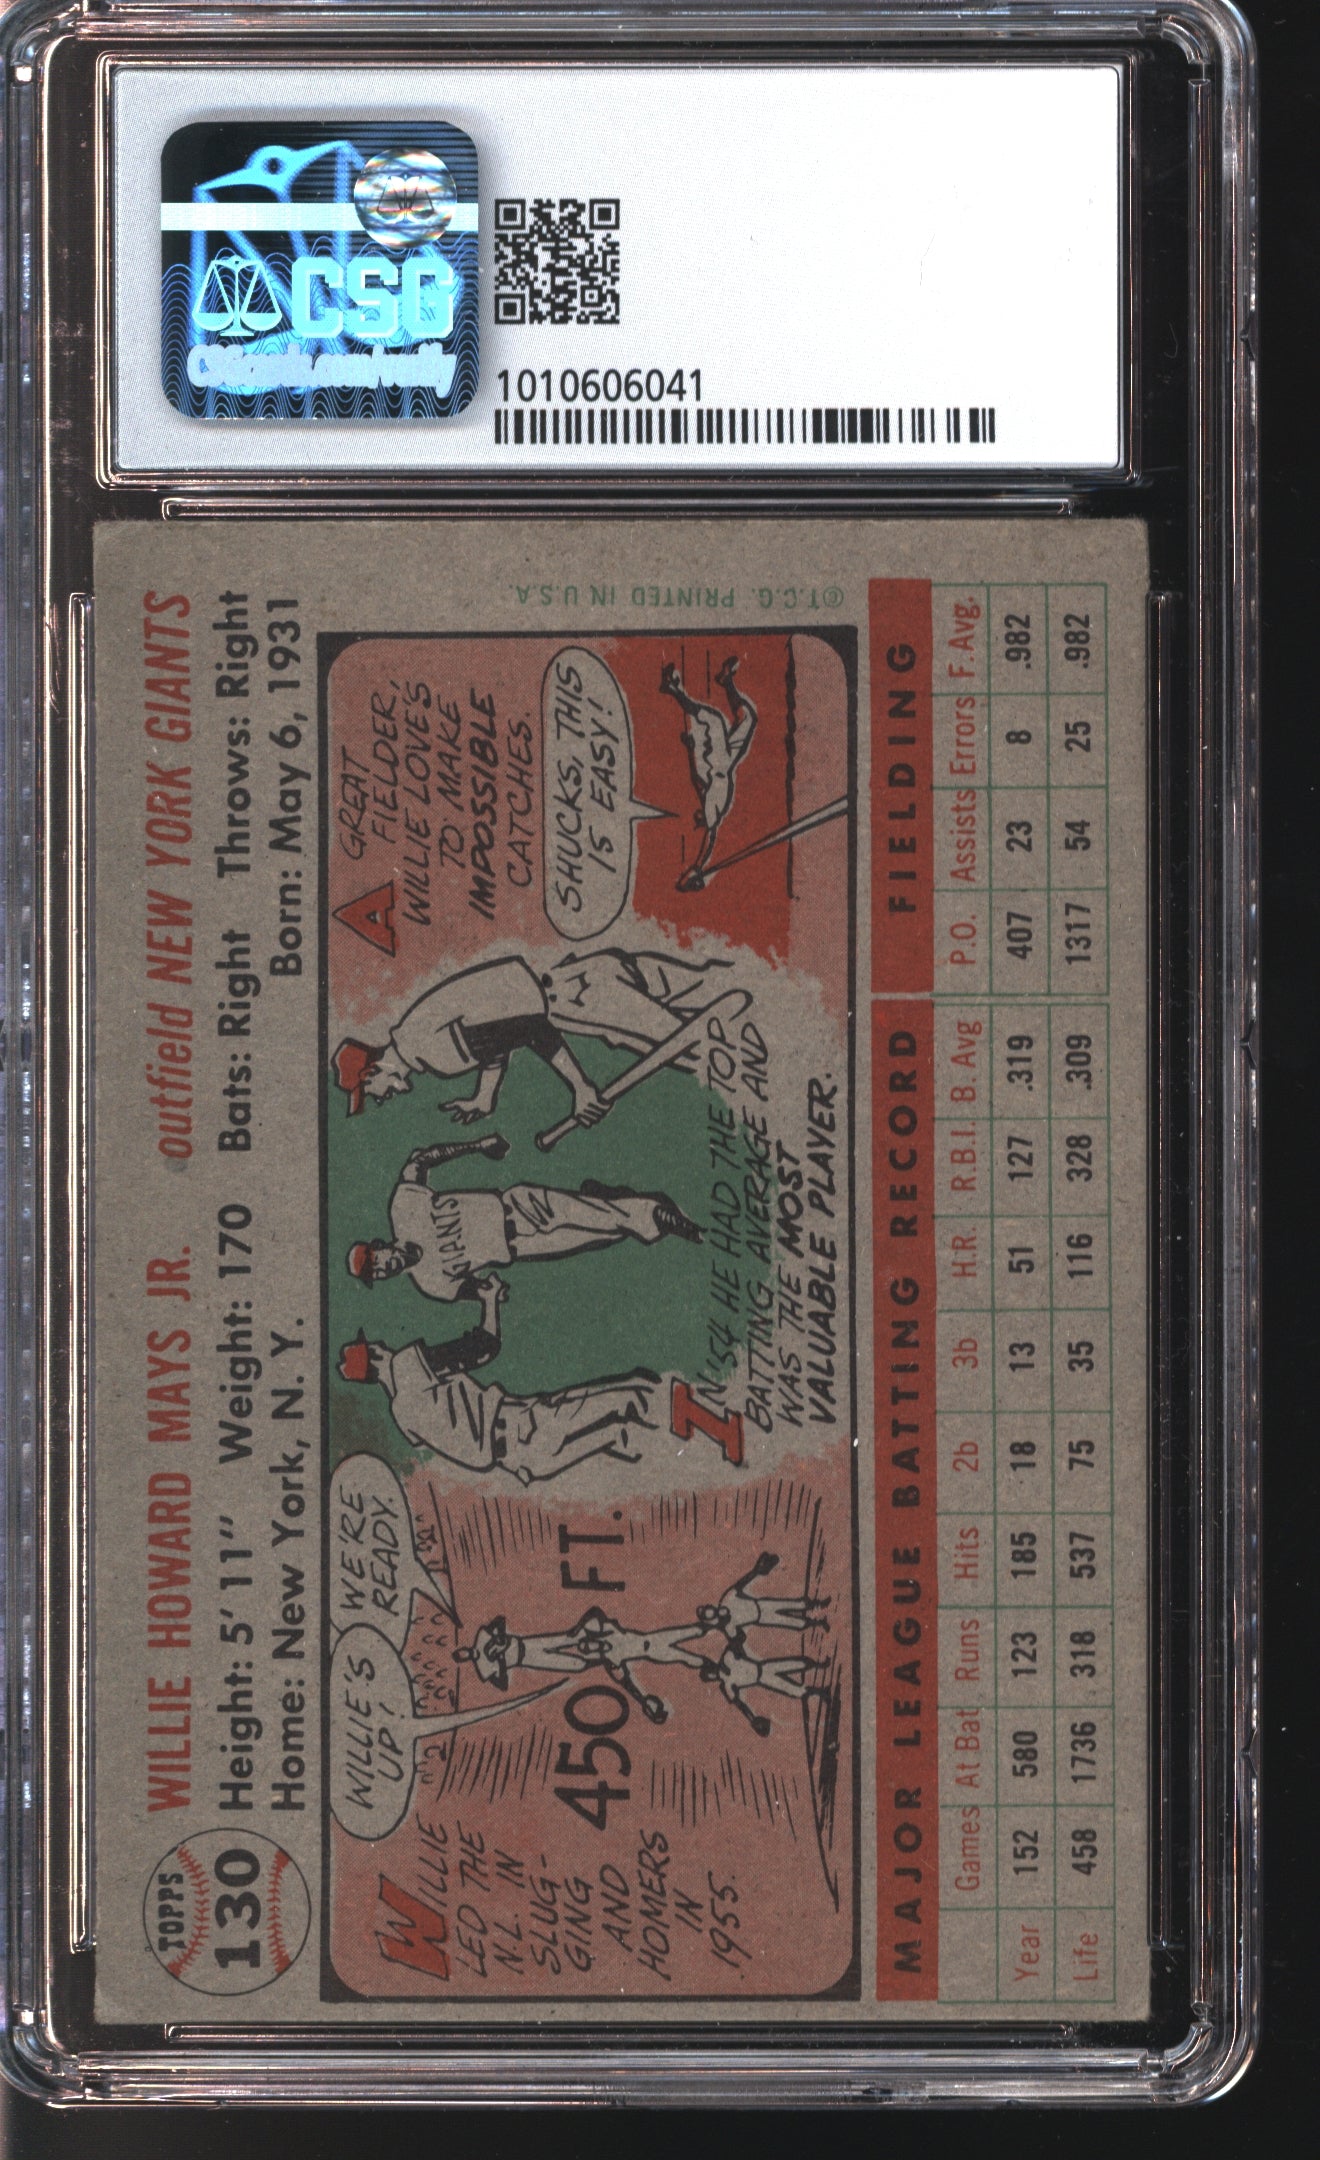 CSG
1010606041
TOPPS
130
WILLIE HOWARD MAYS JR. outfield NEW YORK GIANTS
Height: 5' 11" Weight: 170 Bats: Right Throws: Right
Home: New York, N. Y. Born: May 6, 1931
WILLIE
LED THE
N.L. IN
SLUG-
GING
AND
HOMERS
IN
1955.
WILLIE'S
UP!
WE'RE
READY.
450 FT.
GIANTS
IN '54 HE HAD THE TOP
BATTING AVERAGE AND
WAS THE MOST
VALUABLE PLAYER.
A GREAT
FIELDER,
WILLIE LOVE'S
TO MAKE
IMPOSSIBLE
CATCHES.
SHUCKS, THIS
IS EASY!
©T.C.G. PRINTED IN U.S.A.
MAJOR LEAGUE BATTING RECORD FIELDING
Games At Bat Runs Hits 2b 3b H.R. R.B.I. B. Avg P.O. Assists Errors F. Avg.
Year 152 580 123 185 18 13 51 127 .319 407 23 8 .982
Life 458 1736 318 537 75 35 116 328 .309 1317 54 25 .982